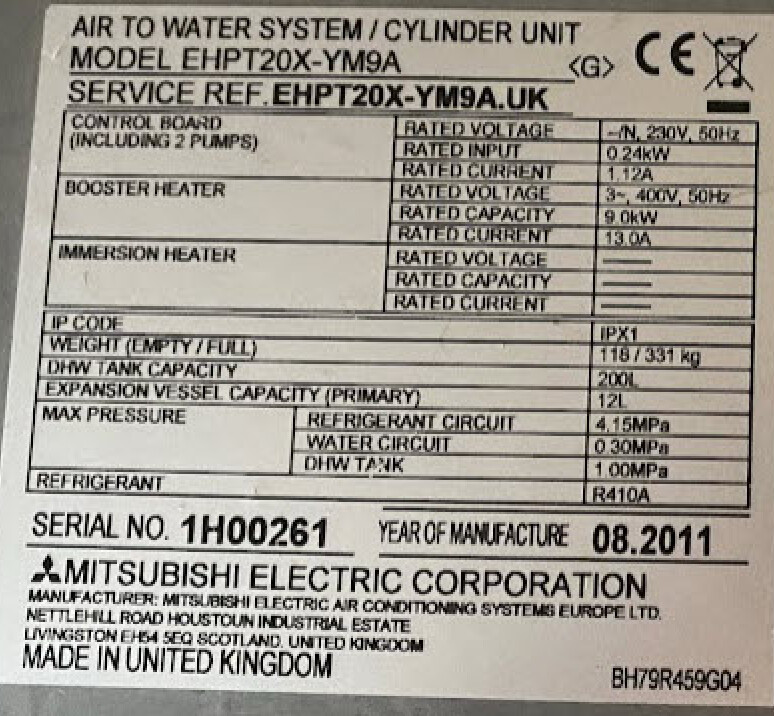 AIR TO WATER SYSTEM / CYLINDER UNIT
MODEL EHPT20X-YM9A <G> CE
SERVICE REF. EHPT20X-YM9A.UK
CONTROL BOARD (INCLUDING 2 PUMPS) RATED VOLTAGE ~/N, 230V, 50Hz
RATED INPUT 0.24kW
RATED CURRENT 1.12A
BOOSTER HEATER RATED VOLTAGE 3~, 400V, 50Hz
RATED CAPACITY 9.0kW
RATED CURRENT 13.0A
IMMERSION HEATER RATED VOLTAGE ——
RATED CAPACITY ——
RATED CURRENT ——
IP CODE IPX1
WEIGHT (EMPTY / FULL) 118 / 331 kg
DHW TANK CAPACITY 200L
EXPANSION VESSEL CAPACITY (PRIMARY) 12L
MAX PRESSURE REFRIGERANT CIRCUIT 4.15MPa
WATER CIRCUIT 0.30MPa
DHW TANK 1.00MPa
REFRIGERANT R410A
SERIAL NO. 1H00261 YEAR OF MANUFACTURE 08.2011
MITSUBISHI ELECTRIC CORPORATION
MANUFACTURER: MITSUBISHI ELECTRIC AIR CONDITIONING SYSTEMS EUROPE LTD.
NETTLEHILL ROAD HOUSTOUN INDUSTRIAL ESTATE
LIVINGSTON EH54 5EQ SCOTLAND, UNITED KINGDOM
MADE IN UNITED KINGDOM BH79R459G04